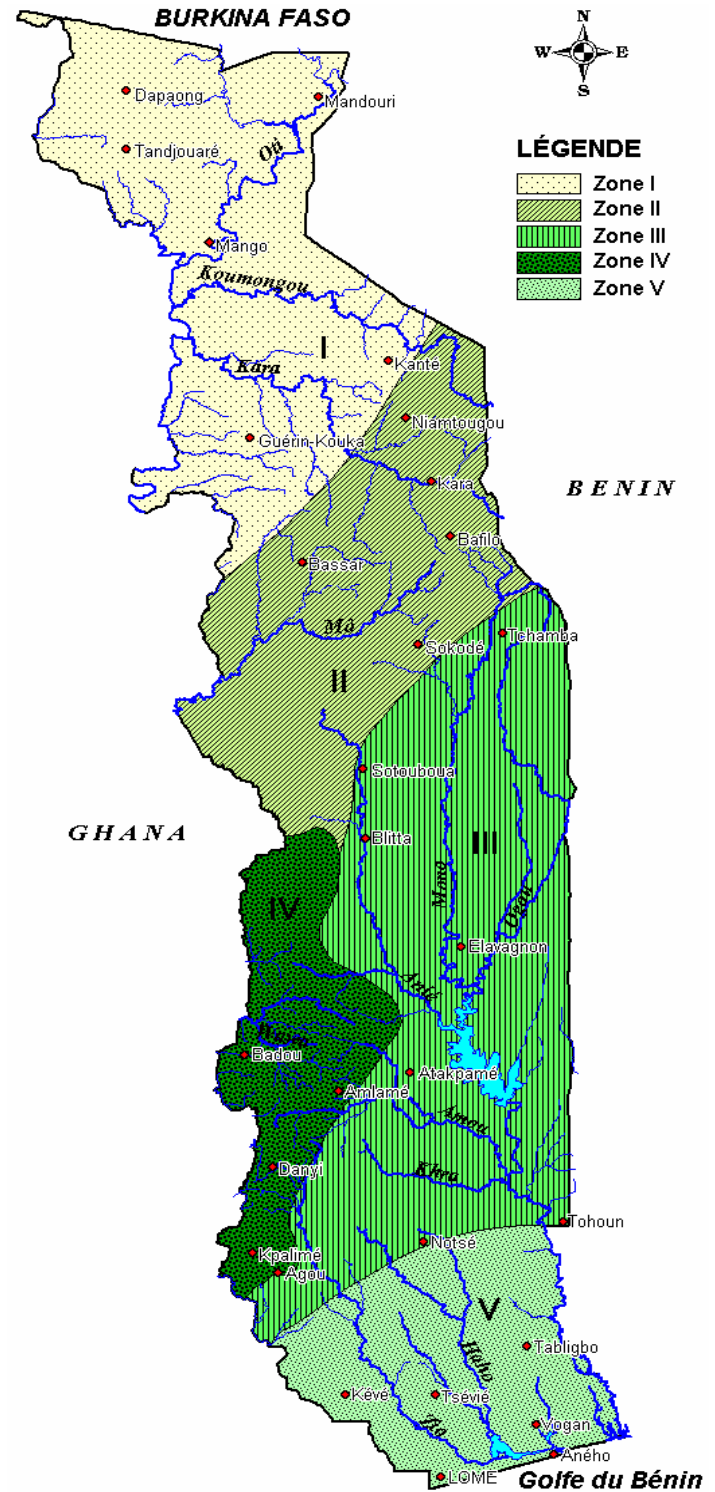 BURKINA FASO
N
W E
S
Dapaong
Mandouri
Tandjouaré
Oti
LÉGENDE
Zone I
Zone II
Zone III
Zone IV
Zone V
Mango
Koumongou
I
Kanté
Kara
Niamtougou
Guérin-Kouka
Kara
BENIN
Bafilo
Bassar
Mô
Tchamba
Sokodé
II
Sotouboua
GHANA
Blitta
III
Mono
Ogou
IV
Elavagnon
Anié
Badou
Atakpamé
Amlamé
Amou
Danyi
Khra
Tohoun
Notsé
Kpalimé
Agou
V
Tabligbo
Haho
Kévé
Tsévié
Zio
Vogan
Aného
LOME
Golfe du Bénin